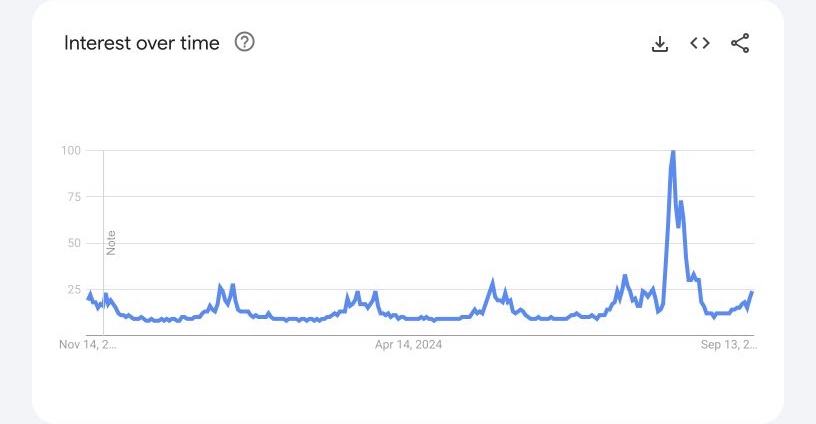 Interest over time
100
75
50
25
Note
Nov 14, 2...
Apr 14, 2024
Sep 13, 2...